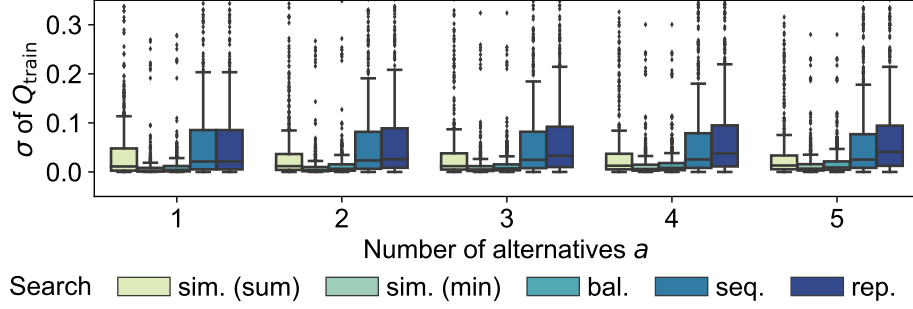 0.3
0.2
0.1
0.0
σ of Q_train
1 2 3 4 5
Number of alternatives a
Search sim. (sum) sim. (min) bal. seq. rep.